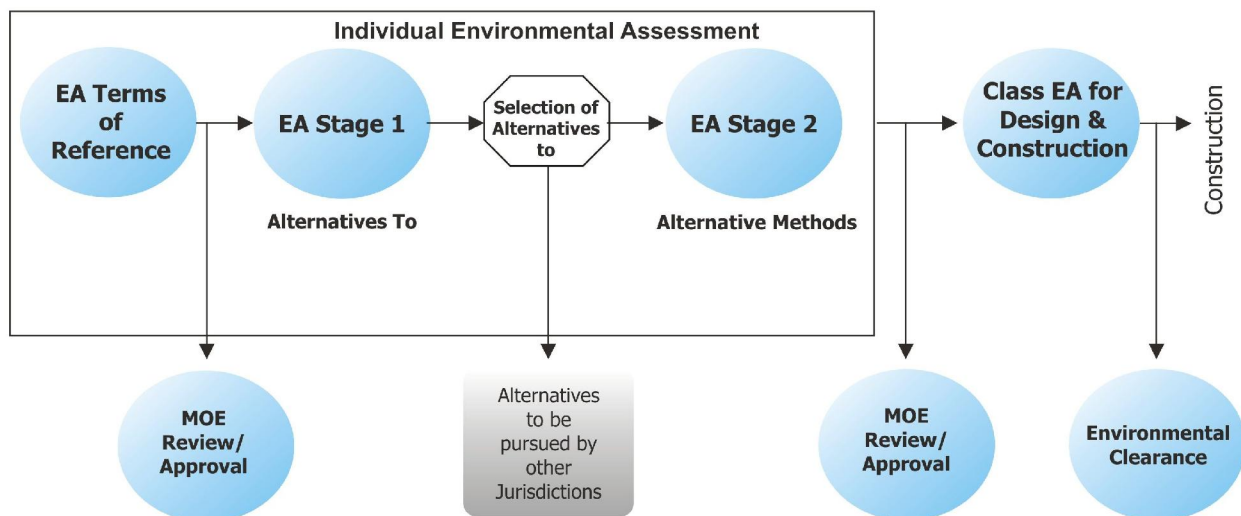 Individual Environmental Assessment
EA Terms
of
Reference
EA Stage 1
Selection of
Alternatives
to
EA Stage 2
Class EA for
Design &
Construction
Construction
Alternatives To
Alternative Methods
MOE
Review/
Approval
Alternatives
to be
pursued by
other
Jurisdictions
MOE
Review/
Approval
Environmental
Clearance